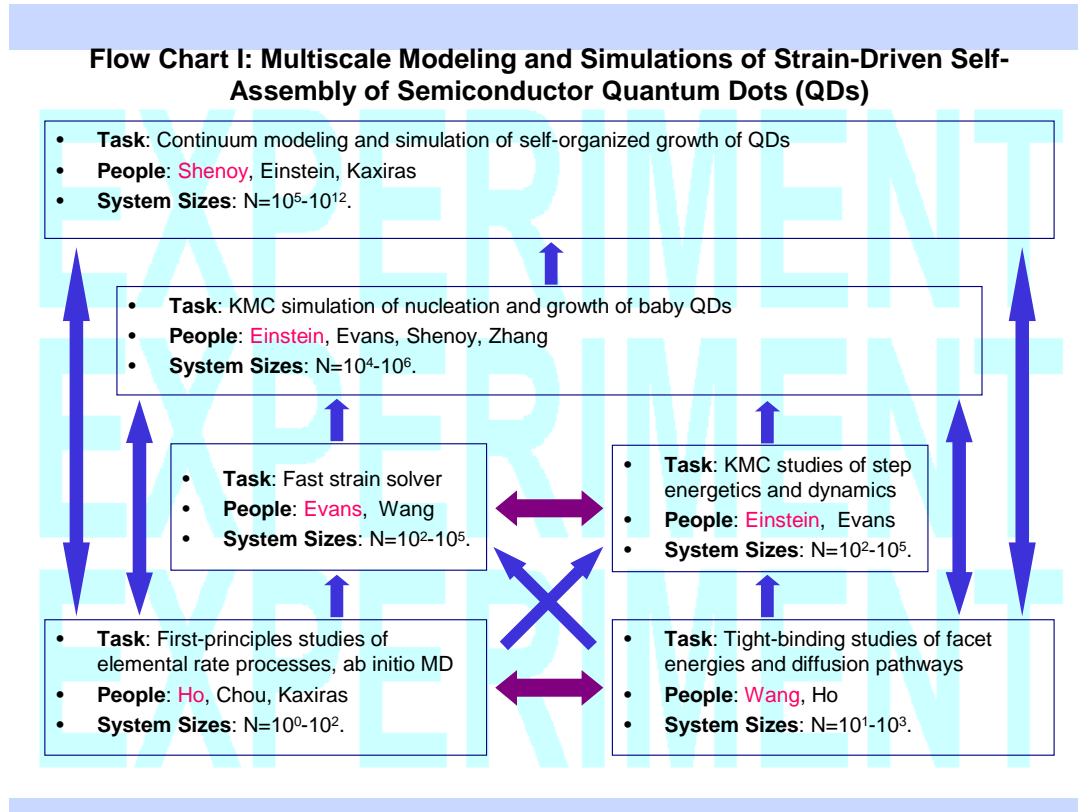 Flow Chart I: Multiscale Modeling and Simulations of Strain-Driven Self-
Assembly of Semiconductor Quantum Dots (QDs)
EXPERIMENT
• Task: Continuum modeling and simulation of self-organized growth of QDs
• People: Shenoy, Einstein, Kaxiras
• System Sizes: N=10⁵-10¹².
EXPERIMENT
• Task: KMC simulation of nucleation and growth of baby QDs
• People: Einstein, Evans, Shenoy, Zhang
• System Sizes: N=10⁴-10⁶.
• Task: Fast strain solver
• People: Evans, Wang
• System Sizes: N=10²-10⁵.
• Task: KMC studies of step
energetics and dynamics
• People: Einstein, Evans
• System Sizes: N=10²-10⁵.
EXPERIMENT
• Task: First-principles studies of
elemental rate processes, ab initio MD
• People: Ho, Chou, Kaxiras
• System Sizes: N=10⁰-10².
• Task: Tight-binding studies of facet
energies and diffusion pathways
• People: Wang, Ho
• System Sizes: N=10¹-10³.